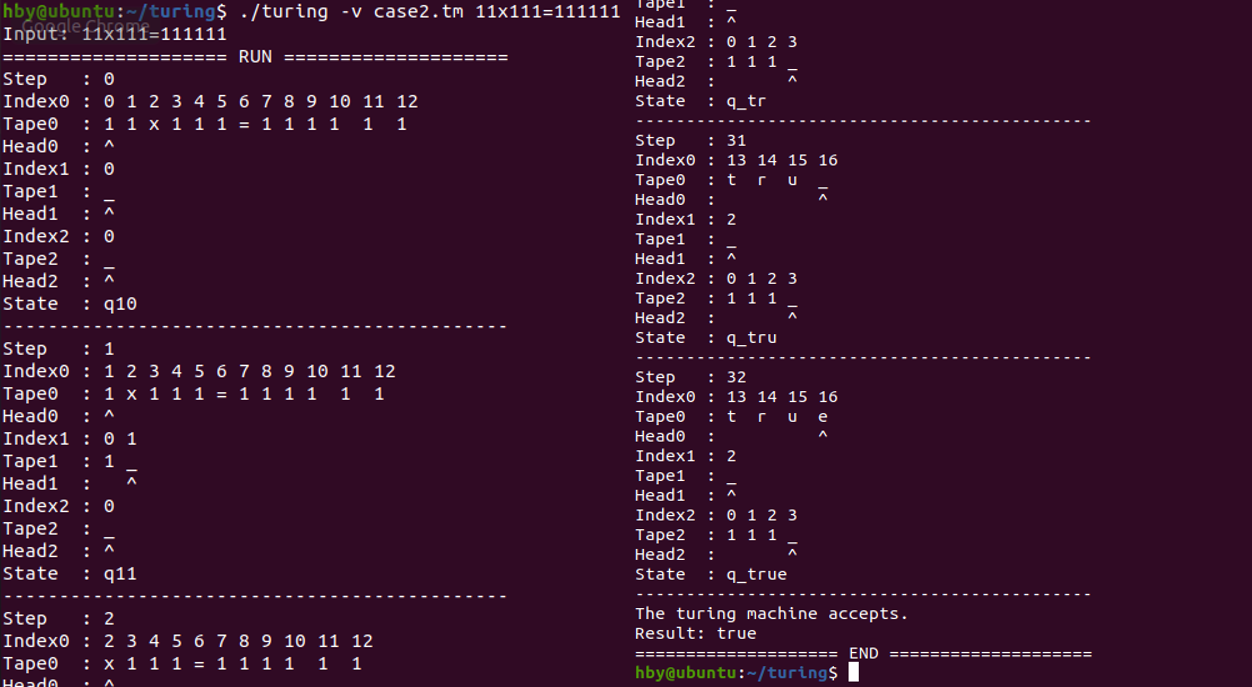 hby@ubuntu:~/turing$ ./turing -v case2.tm 11x111=111111
Google Chrome
Input: 11x111=111111
==================== RUN ====================
Step   : 0
Index0 : 0 1 2 3 4 5 6 7 8 9 10 11 12
Tape0  : 1 1 x 1 1 1 = 1 1 1 1  1  1
Head0  : ^
Index1 : 0
Tape1  : _
Head1  : ^
Index2 : 0
Tape2  : _
Head2  : ^
State  : q10
---------------------------------------------
Step   : 1
Index0 : 1 2 3 4 5 6 7 8 9 10 11 12
Tape0  : 1 x 1 1 1 = 1 1 1 1  1  1
Head0  : ^
Index1 : 0 1
Tape1  : 1 _
Head1  :   ^
Index2 : 0
Tape2  : _
Head2  : ^
State  : q11
---------------------------------------------
Step   : 2
Index0 : 2 3 4 5 6 7 8 9 10 11 12
Tape0  : x 1 1 1 = 1 1 1 1  1  1
Head0  : ^
Tape1  : _
Head1  : ^
Index2 : 0 1 2 3
Tape2  : 1 1 1 _
Head2  :       ^
State  : q_tr
---------------------------------------------
Step   : 31
Index0 : 13 14 15 16
Tape0  : t  r  u  _
Head0  :          ^
Index1 : 2
Tape1  : _
Head1  : ^
Index2 : 0 1 2 3
Tape2  : 1 1 1 _
Head2  :       ^
State  : q_tru
---------------------------------------------
Step   : 32
Index0 : 13 14 15 16
Tape0  : t  r  u  e
Head0  :          ^
Index1 : 2
Tape1  : _
Head1  : ^
Index2 : 0 1 2 3
Tape2  : 1 1 1 _
Head2  :       ^
State  : q_true
---------------------------------------------
The turing machine accepts.
Result: true
==================== END ====================
hby@ubuntu:~/turing$